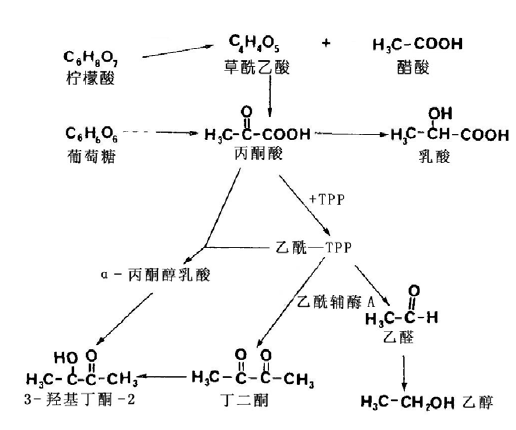 C₄H₄O₅ + H₃C-COOH
C₆H₈O₇
柠檬酸 草酰乙酸 醋酸
O OH
C₆H₆O₆ H₃C-C-COOH H₃C-C-COOH
葡萄糖 丙酮酸 H 乳酸
+TPP
乙酰—TPP
α-丙酮醇乳酸
乙酰辅酶A O
H₃C-C-H
乙醛
HO O O O
H₃C-C-C-CH₃ H₃C-C-C-CH₃
H
3-羟基丁酮-2 丁二酮 H₃C-CH₂OH 乙醇